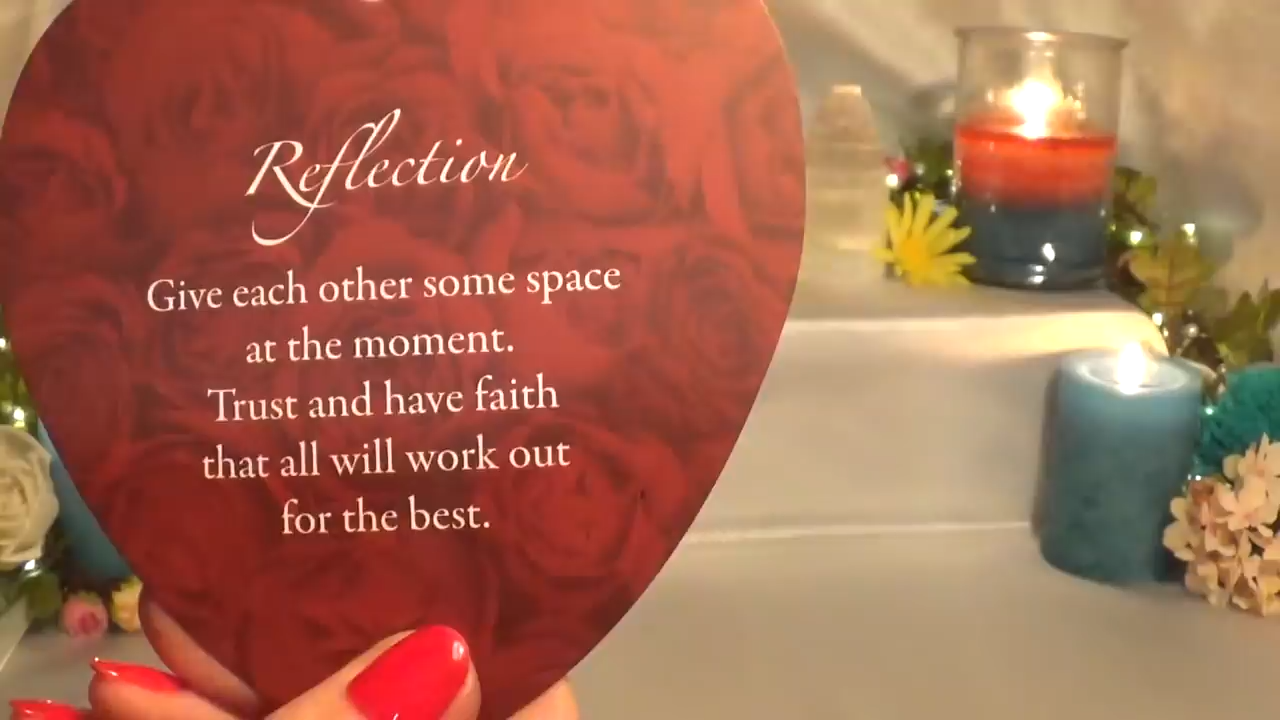 Reflection
Give each other some space
at the moment.
Trust and have faith
that all will work out
for the best.